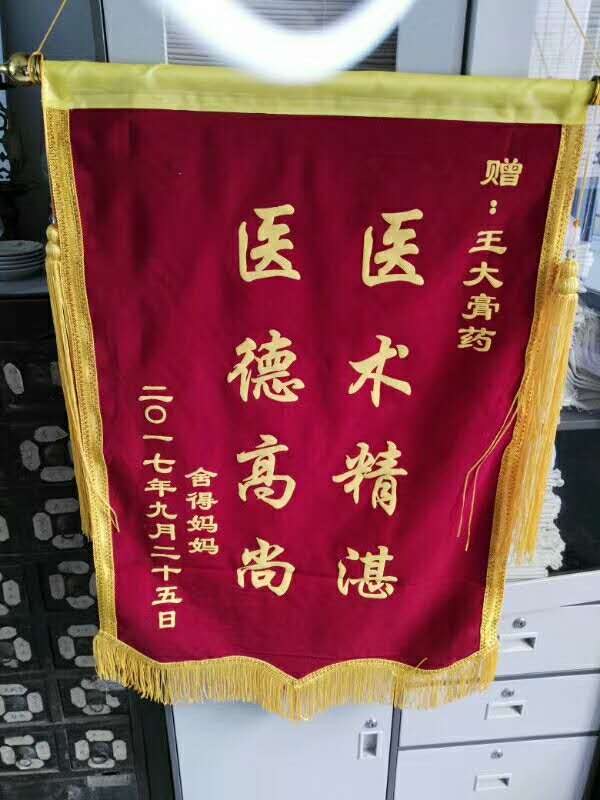 赠：王大膏药
医术精湛
医德高尚
舍得妈妈
二〇一七年九月二十五日